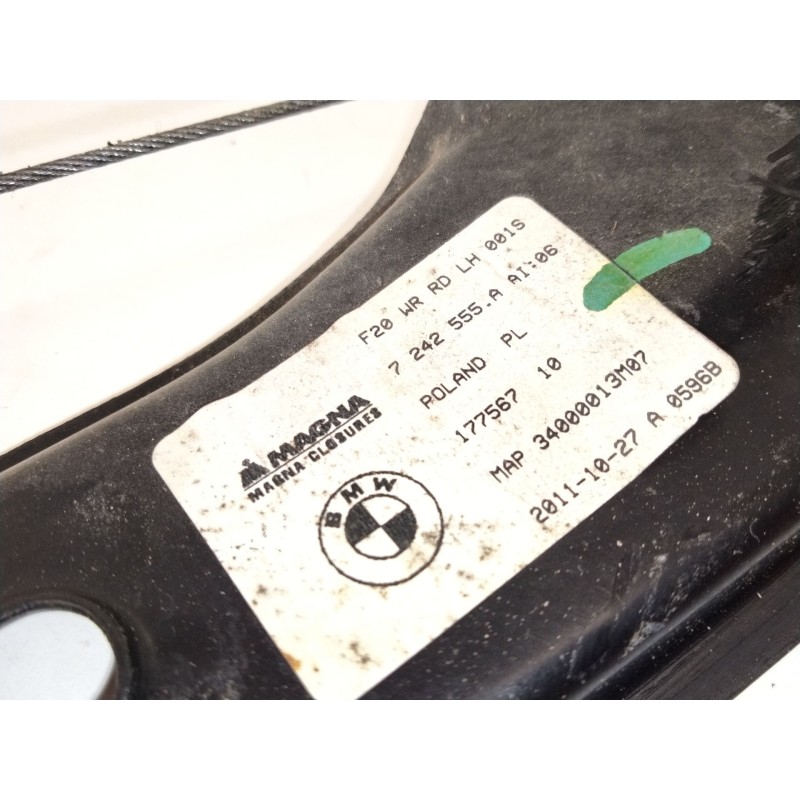 F20 WR RD LH 001S
7 242 555.A AI:06
POLAND PL
177567 10
MAP 34000013M07
2011-10-27 A 0596B
MAGNA
MAGNA CLOSURES
BMW